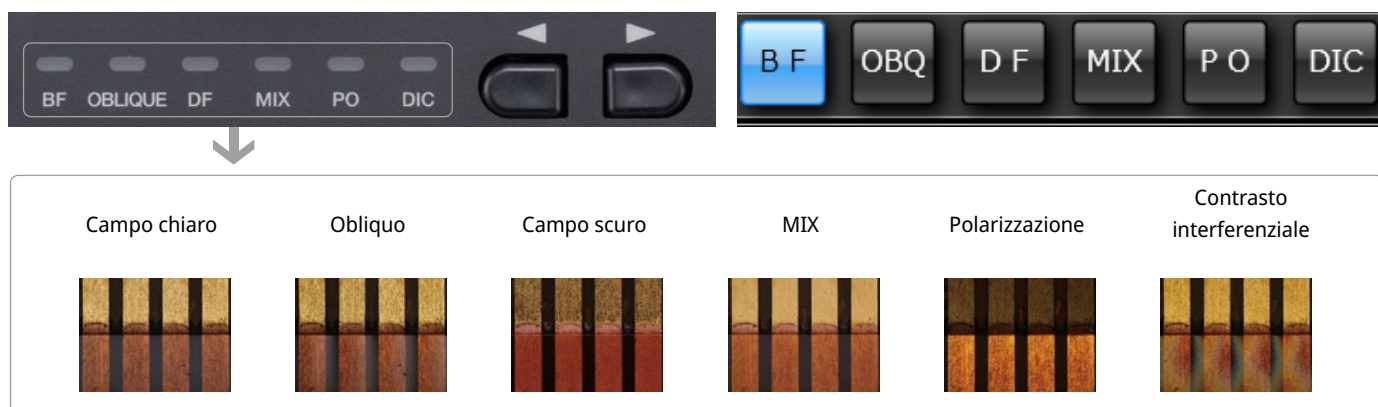 BF OBLIQUE DF MIX PO DIC
B F OBQ D F MIX P O DIC
Campo chiaro
Obliquo
Campo scuro
MIX
Polarizzazione
Contrasto
interferenziale